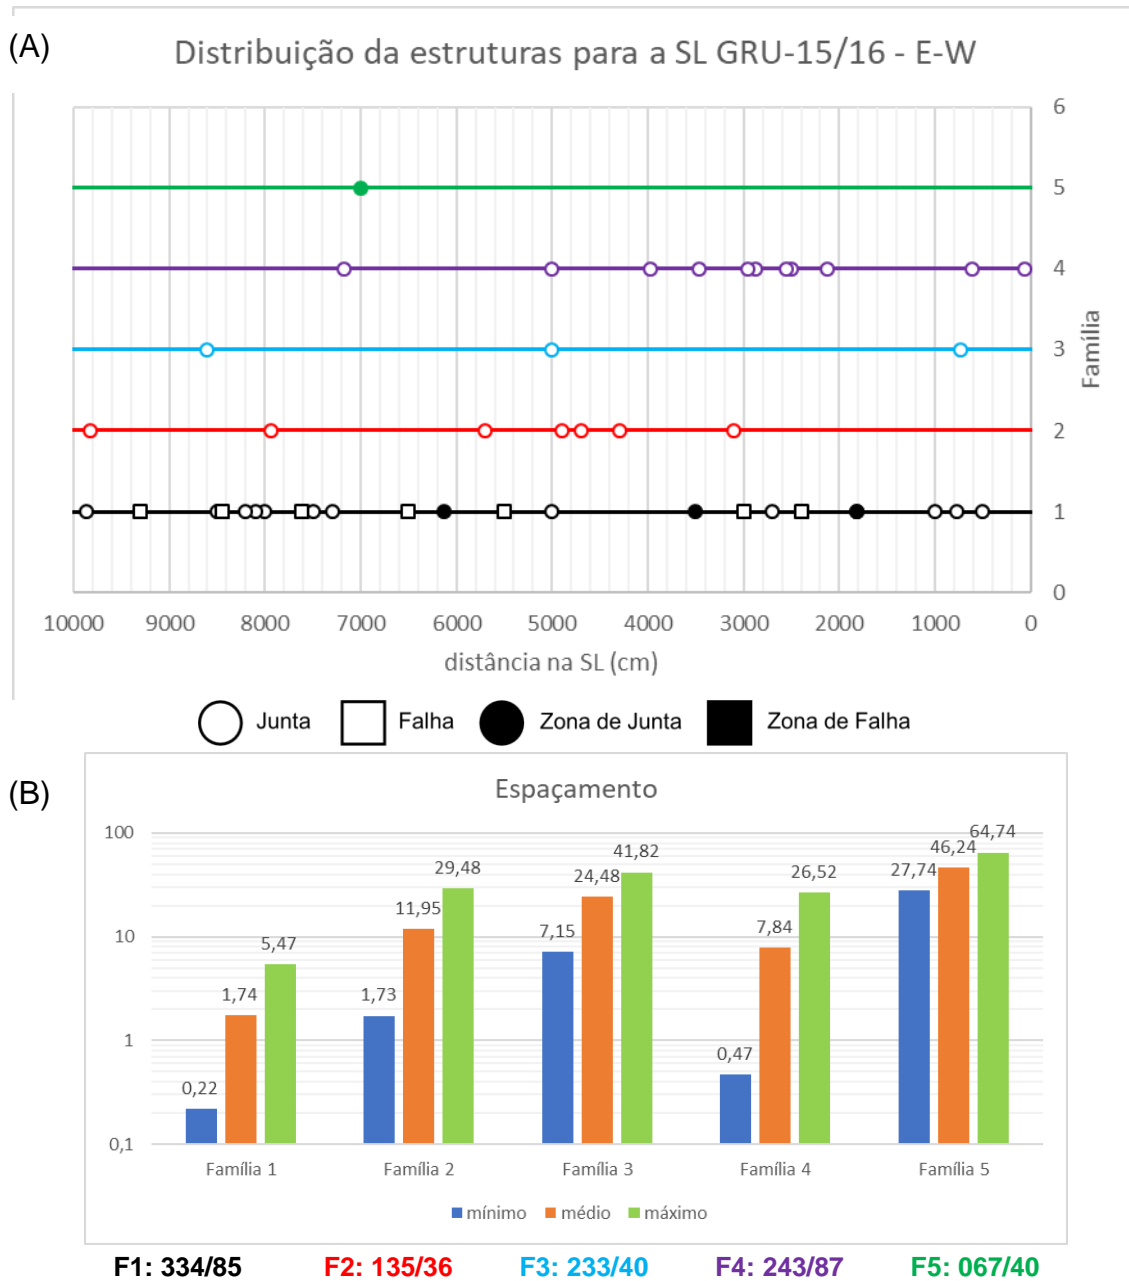 (A)
Distribuição da estruturas para a SL GRU-15/16 - E-W
6
5
4
3
2
1
0
Família
10000 9000 8000 7000 6000 5000 4000 3000 2000 1000 0
distância na SL (cm)
Junta Falha Zona de Junta Zona de Falha
(B)
Espaçamento
100
10
1
0,1
0,22 1,74 5,47
1,73 11,95 29,48
7,15 24,48 41,82
0,47 7,84 26,52
27,74 46,24 64,74
Família 1 Família 2 Família 3 Família 4 Família 5
mínimo médio máximo
F1: 334/85 F2: 135/36 F3: 233/40 F4: 243/87 F5: 067/40